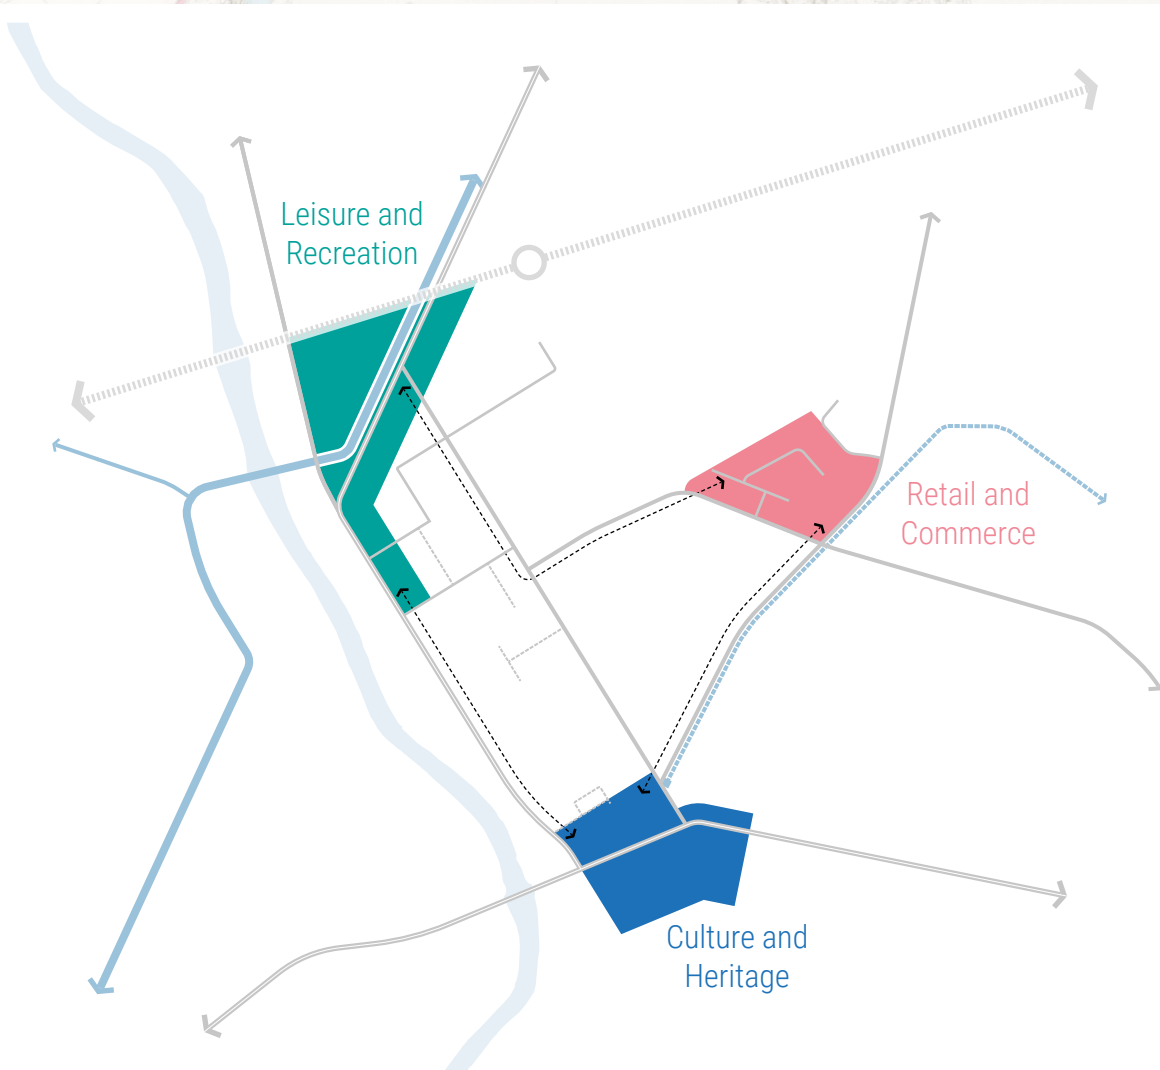 Leisure and
Recreation
Retail and
Commerce
Culture and
Heritage